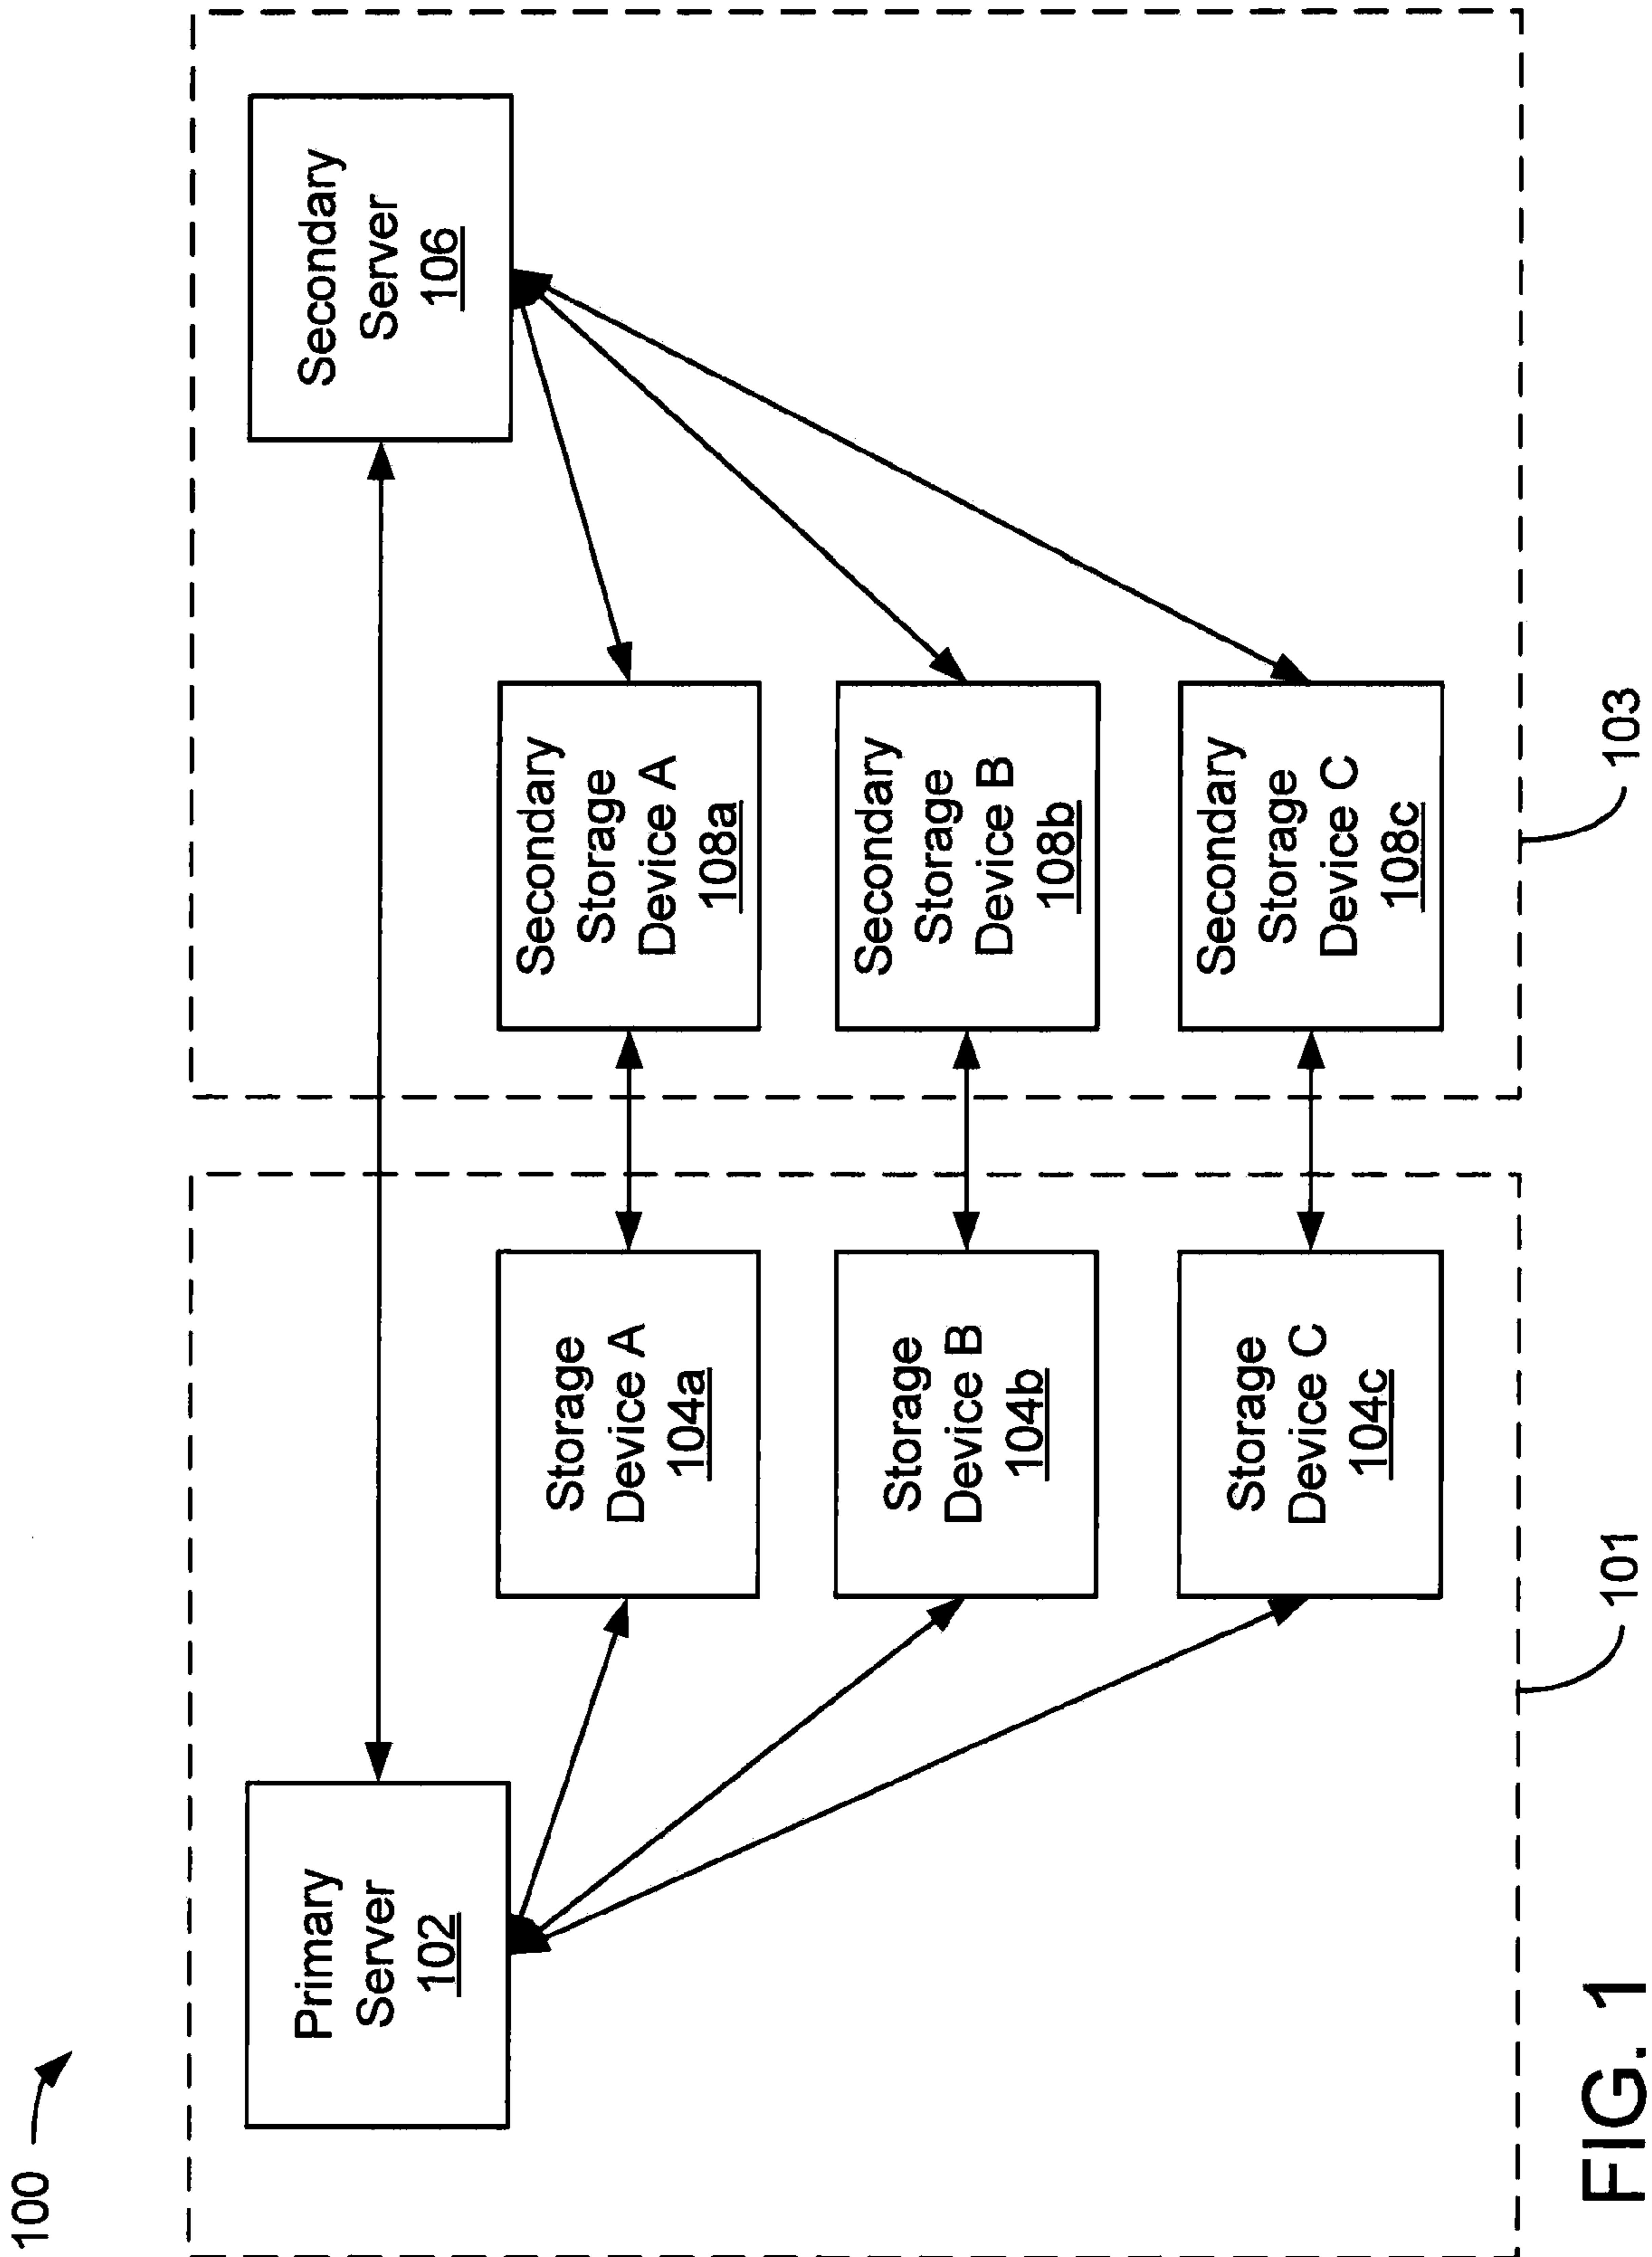 100
Primary
Server
102
Secondary
Server
106
Storage
Device A
104a
Secondary
Storage
Device A
108a
Storage
Device B
104b
Secondary
Storage
Device B
108b
Storage
Device C
104c
Secondary
Storage
Device C
108c
101
103
FIG. 1